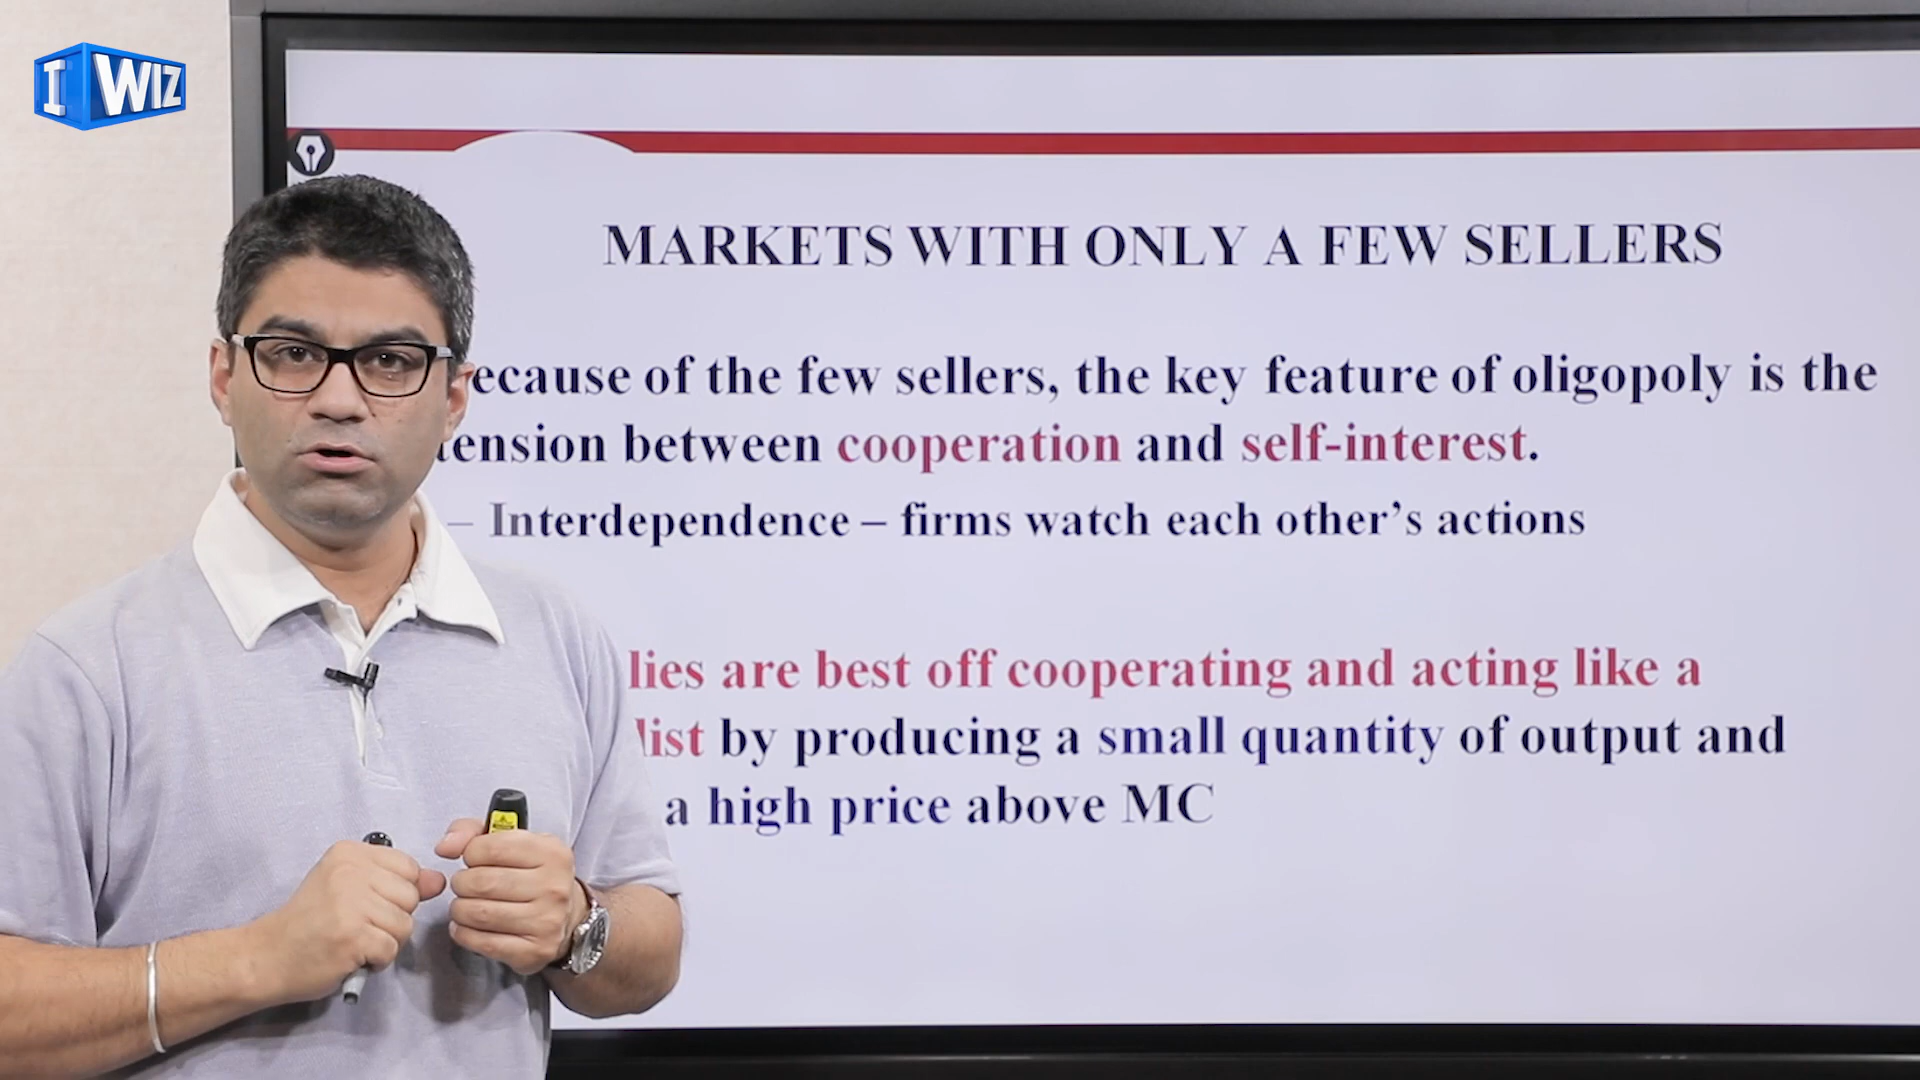 I WIZ
MARKETS WITH ONLY A FEW SELLERS
ecause of the few sellers, the key feature of oligopoly is the
tension between cooperation and self-interest.
– Interdependence – firms watch each other's actions
lies are best off cooperating and acting like a
list by producing a small quantity of output and
a high price above MC